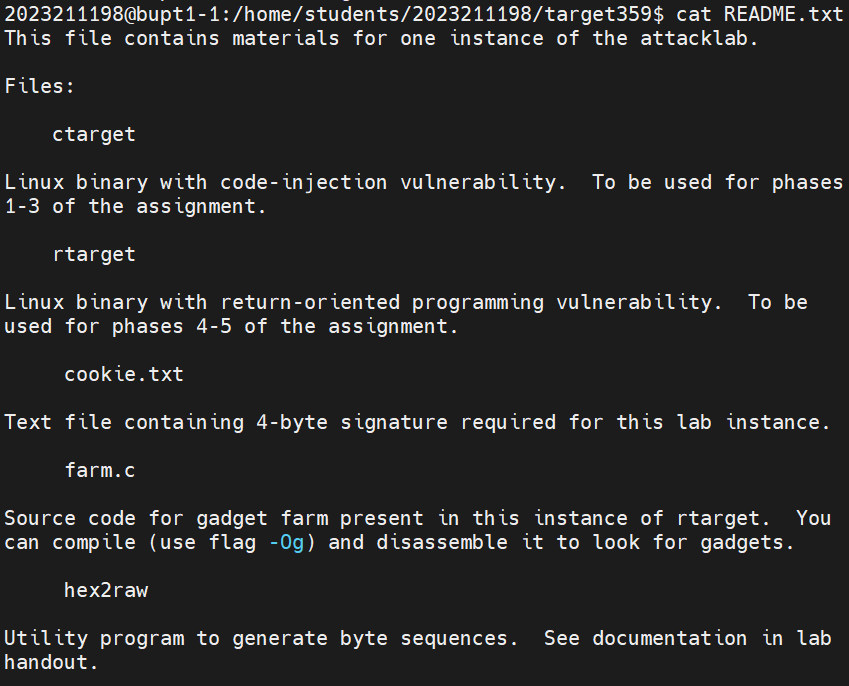 2023211198@bupt1-1:/home/students/2023211198/target359$ cat README.txt
This file contains materials for one instance of the attacklab.
Files:
ctarget
Linux binary with code-injection vulnerability.  To be used for phases
1-3 of the assignment.
rtarget
Linux binary with return-oriented programming vulnerability.  To be
used for phases 4-5 of the assignment.
cookie.txt
Text file containing 4-byte signature required for this lab instance.
farm.c
Source code for gadget farm present in this instance of rtarget.  You
can compile (use flag -Og) and disassemble it to look for gadgets.
hex2raw
Utility program to generate byte sequences.  See documentation in lab
handout.